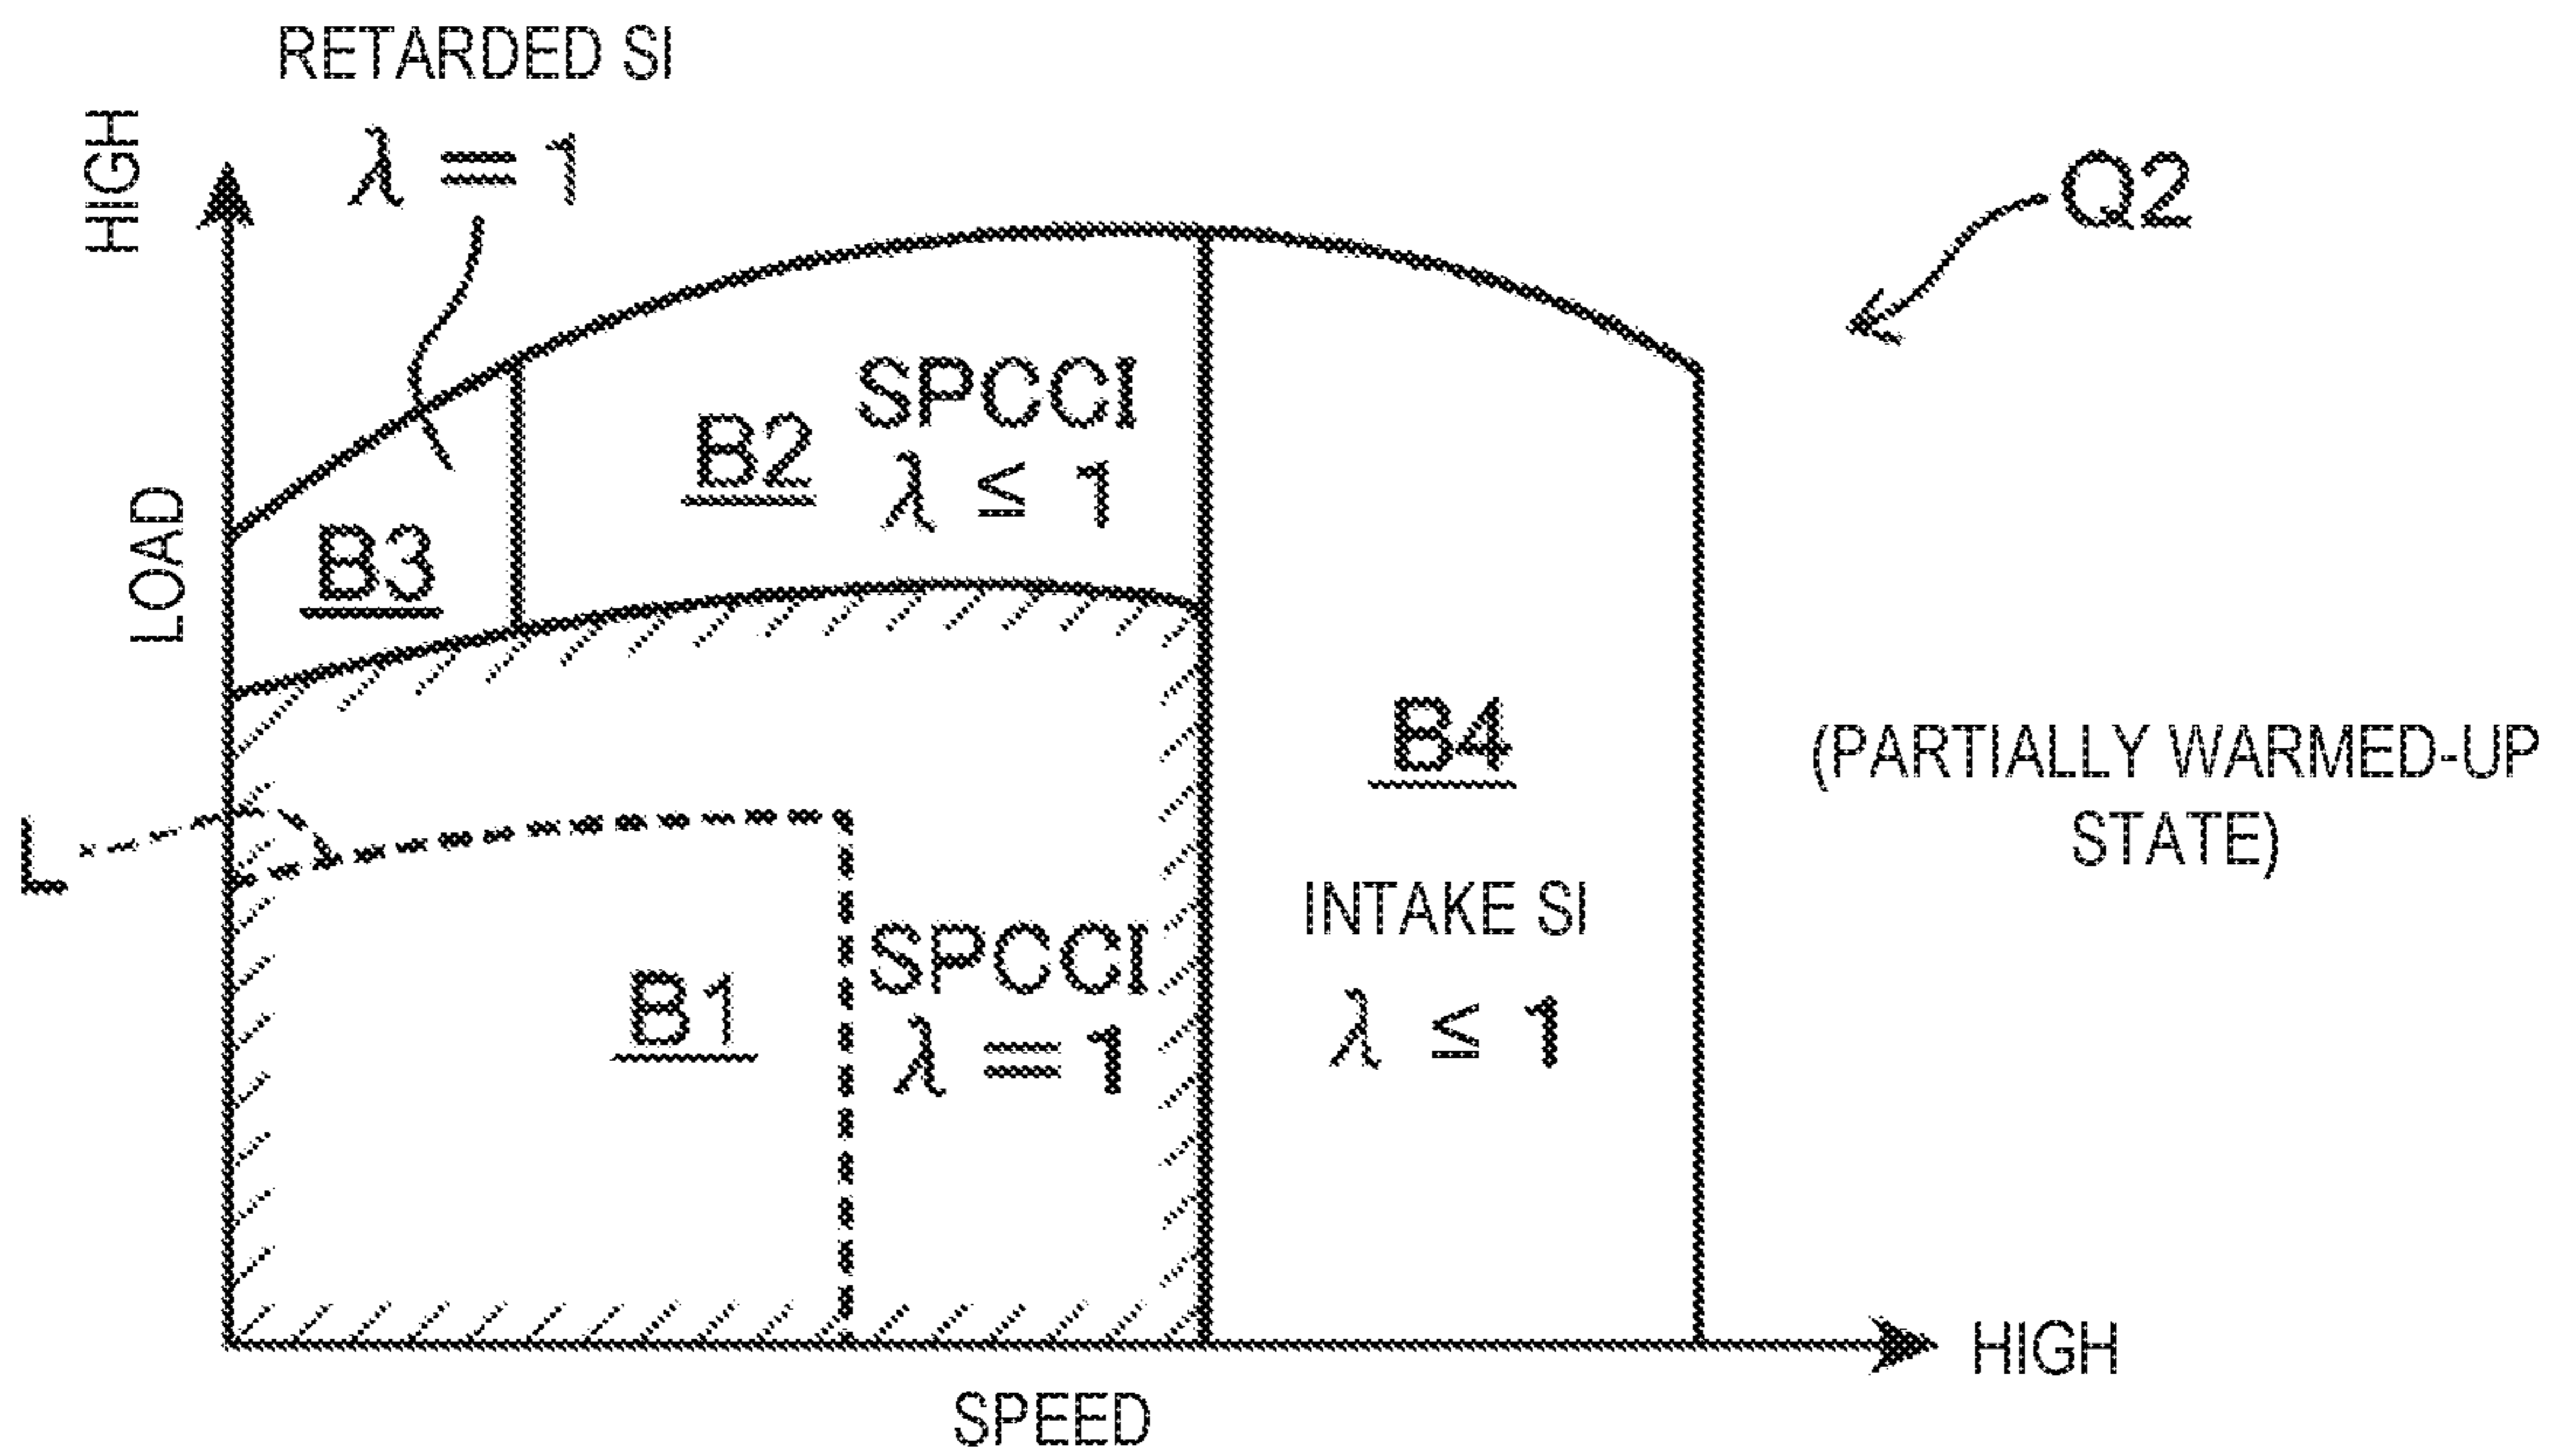 RETARDED SI
λ = 1
HIGH
Q2
SPCCI
B2
λ ≤ 1
LOAD
B3
B4
(PARTIALLY WARMED-UP
STATE)
L
INTAKE SI
SPCCI
B1
λ = 1
λ ≤ 1
HIGH
SPEED